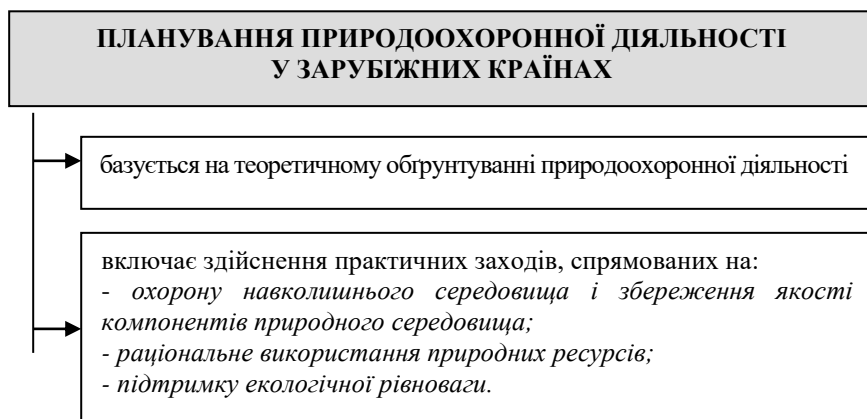 ПЛАНУВАННЯ ПРИРОДООХОРОННОЇ ДІЯЛЬНОСТІ
У ЗАРУБІЖНИХ КРАЇНАХ
базується на теоретичному обґрунтуванні природоохоронної діяльності
включає здійснення практичних заходів, спрямованих на:
- охорону навколишнього середовища і збереження якості
компонентів природного середовища;
- раціональне використання природних ресурсів;
- підтримку екологічної рівноваги.